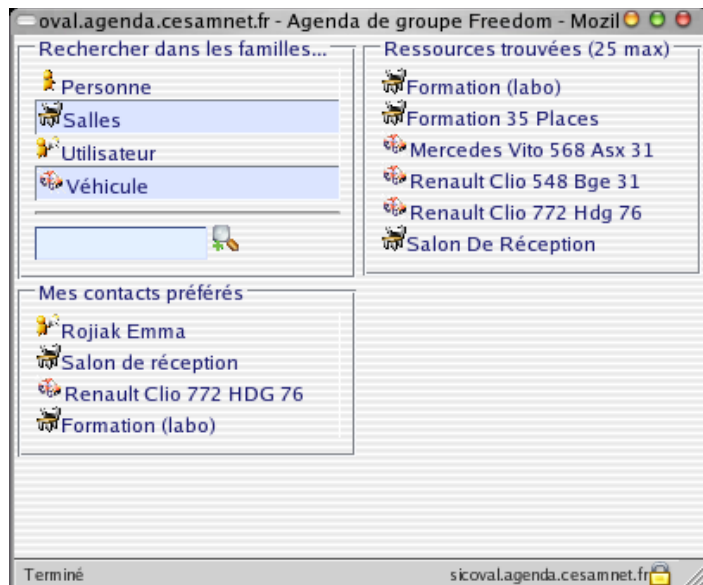 oval.agenda.cesamnet.fr - Agenda de groupe Freedom - Mozil
Rechercher dans les familles...
Personne
Salles
Utilisateur
Véhicule
Ressources trouvées (25 max)
Formation (labo)
Formation 35 Places
Mercedes Vito 568 Asx 31
Renault Clio 548 Bge 31
Renault Clio 772 Hdg 76
Salon De Réception
Mes contacts préférés
Rojiak Emma
Salon de réception
Renault Clio 772 HDG 76
Formation (labo)
Terminé
sicoval.agenda.cesamnet.fr